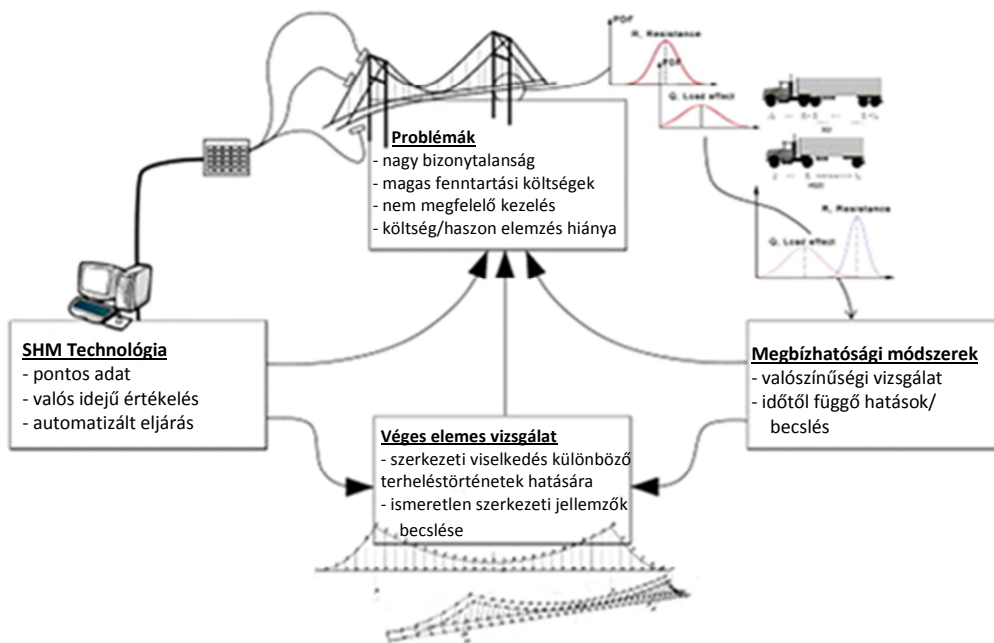 PDF
R, Resistance
PDF
Q, Load effect
Problémák
- nagy bizonytalanság
- magas fenntartási költségek
- nem megfelelő kezelés
- költség/haszon elemzés hiánya
R, Resistance
Q, Load effect
SHM Technológia
- pontos adat
- valós idejű értékelés
- automatizált eljárás
Megbízhatósági módszerek
- valószínűségi vizsgálat
- időtől függő hatások/
becslés
Véges elemes vizsgálat
- szerkezeti viselkedés különböző
terheléstörténetek hatására
- ismeretlen szerkezeti jellemzők
becslése